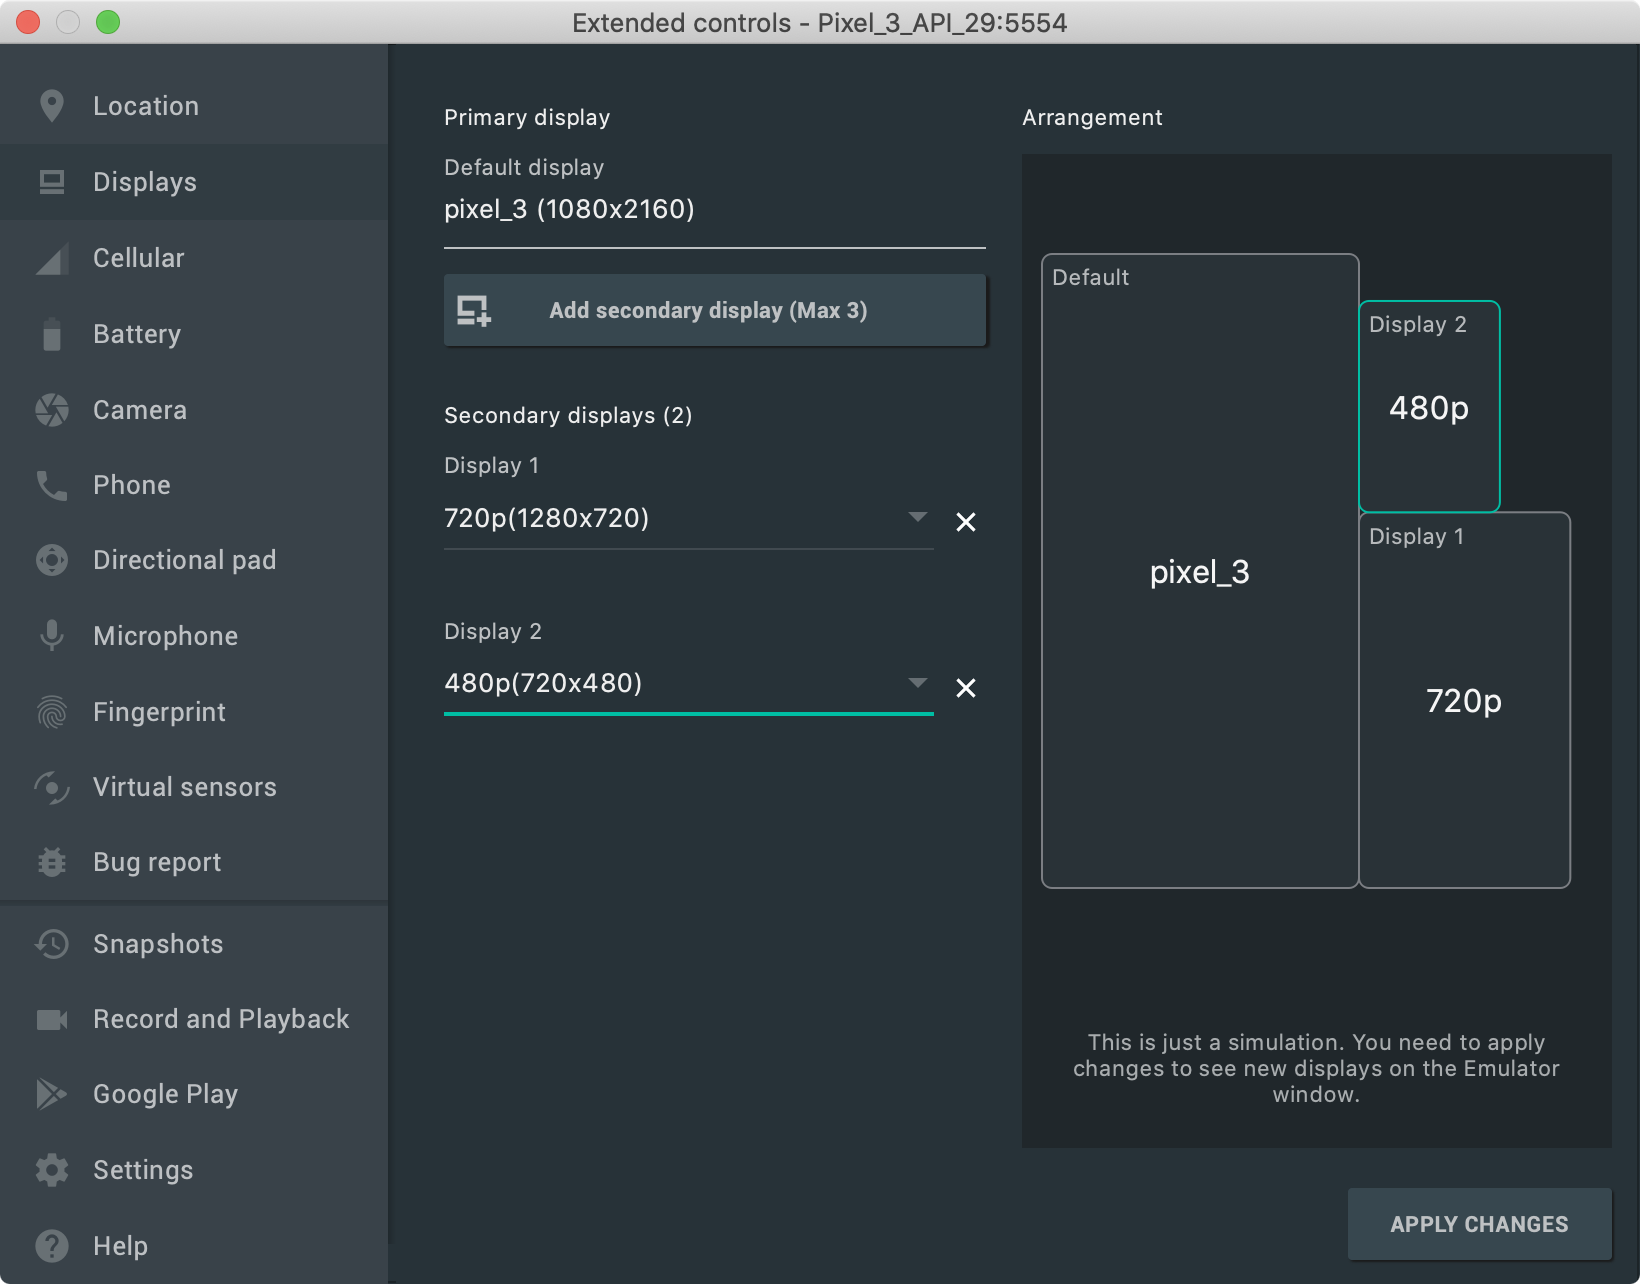 Extended controls - Pixel_3_API_29:5554
Location
Displays
Cellular
Battery
Camera
Phone
Directional pad
Microphone
Fingerprint
Virtual sensors
Bug report
Snapshots
Record and Playback
Google Play
Settings
Help
Primary display
Default display
pixel_3 (1080x2160)
Add secondary display (Max 3)
Secondary displays (2)
Display 1
720p(1280x720)
Display 2
480p(720x480)
Arrangement
Default
pixel_3
Display 2
480p
Display 1
720p
This is just a simulation. You need to apply
changes to see new displays on the Emulator
window.
APPLY CHANGES